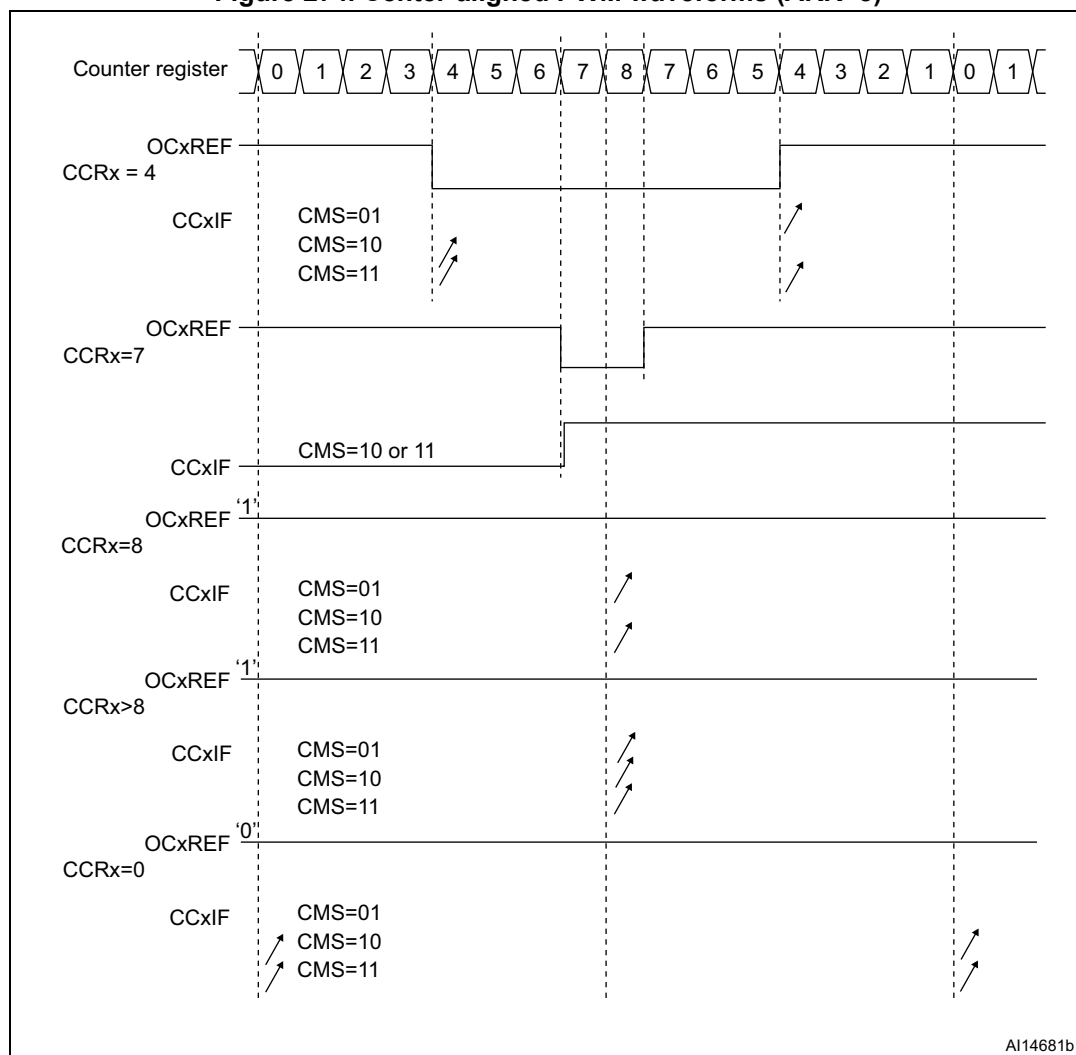 Counter register 0 1 2 3 4 5 6 7 8 7 6 5 4 3 2 1 0 1
OCxREF
CCRx = 4
CCxIF
CMS=01
CMS=10
CMS=11
OCxREF
CCRx=7
CMS=10 or 11
CCxIF
OCxREF '1'
CCRx=8
CCxIF
CMS=01
CMS=10
CMS=11
OCxREF '1'
CCRx>8
CCxIF
CMS=01
CMS=10
CMS=11
OCxREF '0'
CCRx=0
CCxIF
CMS=01
CMS=10
CMS=11
AI14681b